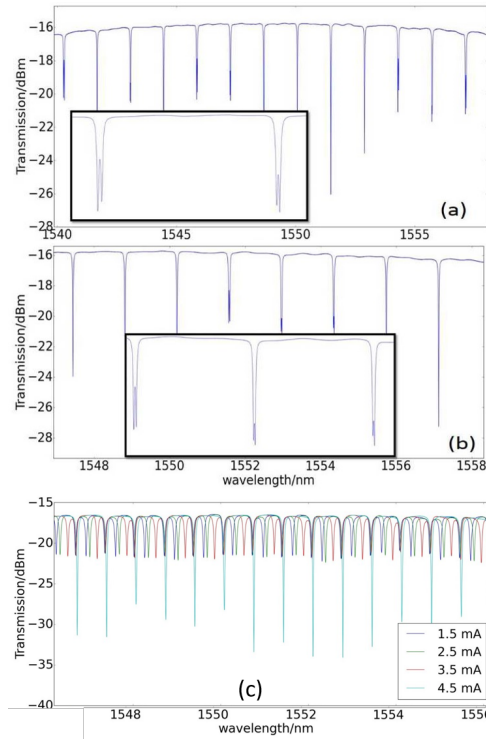 −16
−18
−20
−22
−24
−26
−28
Transmission/dBm
(a)
1540
1545
1550
1555
−16
−18
−20
−22
−24
−26
−28
Transmission/dBm
(b)
1548
1550
1552
1554
1556
1558
wavelength/nm
−15
−20
−25
−30
−35
−40
Transmission/dBm
1.5 mA
2.5 mA
3.5 mA
4.5 mA
(c)
1548
1550
1552
1554
1556
wavelength/nm